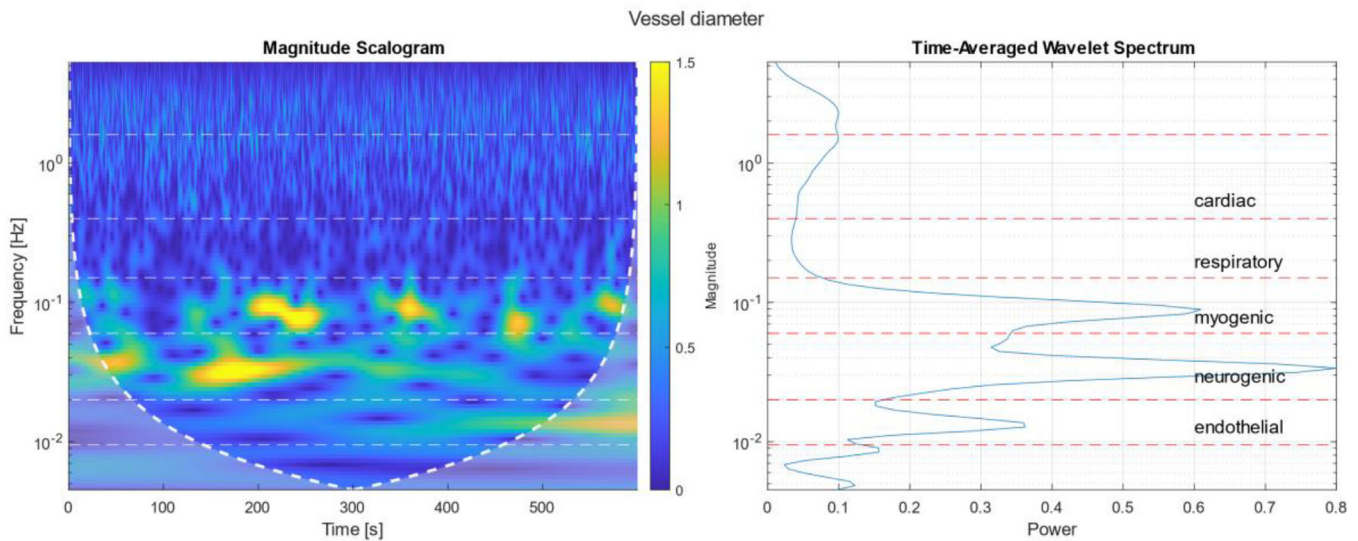 Vessel diameter
Magnitude Scalogram
Frequency [Hz]
10^0
10^-1
10^-2
0
100
200
300
400
500
Time [s]
1.5
1
0.5
0
Magnitude
Time-Averaged Wavelet Spectrum
10^0
10^-1
10^-2
cardiac
respiratory
myogenic
neurogenic
endothelial
0
0.1
0.2
0.3
0.4
0.5
0.6
0.7
0.8
Power